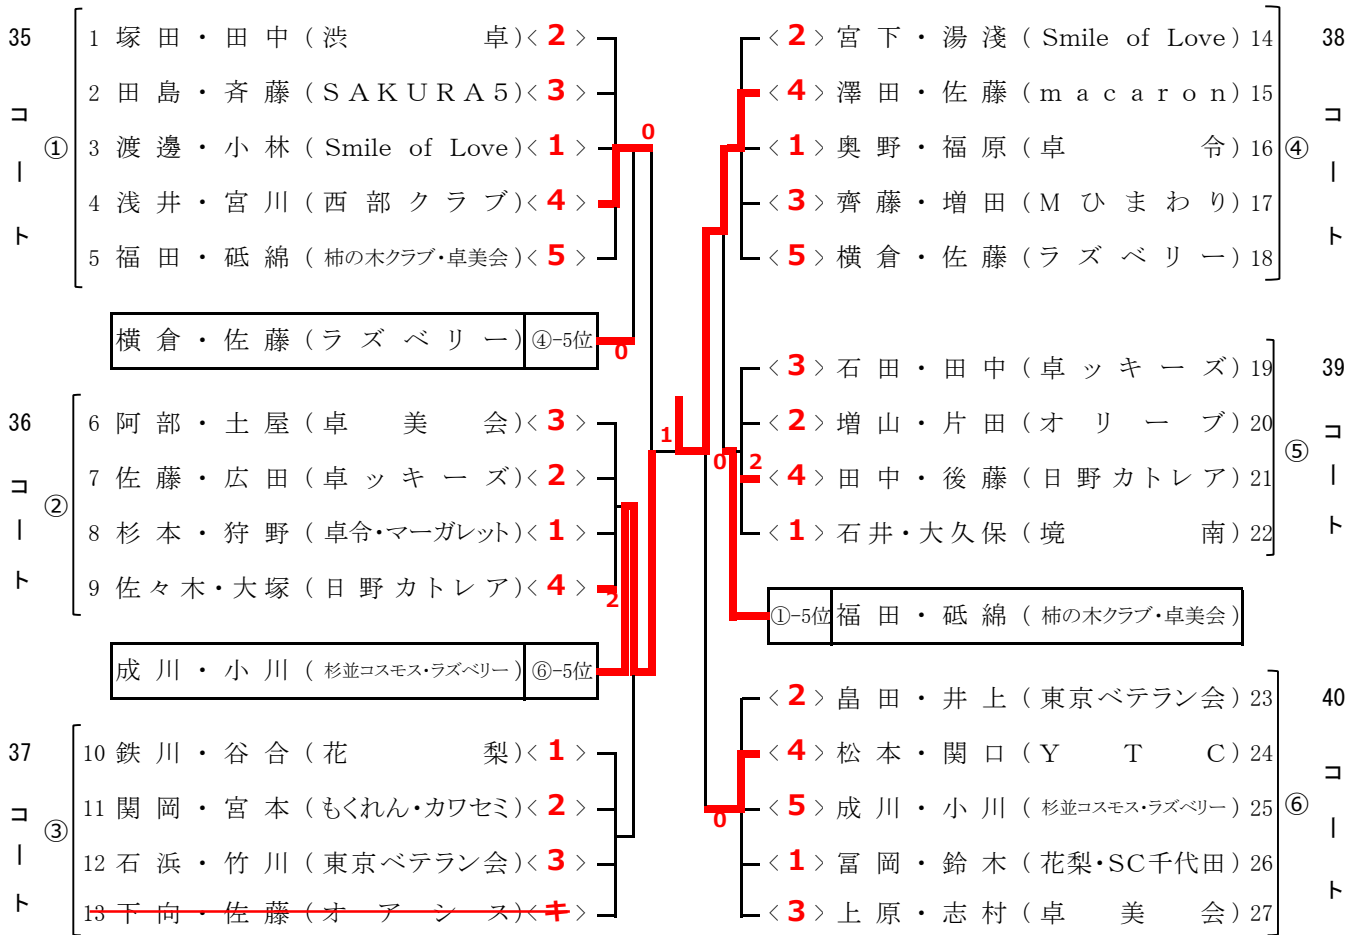 35 コート ①
1 塚田・田中(渋卓)<2>
2 田島・斉藤(SAKURA5)<3>
3 渡邊・小林(Smile of Love)<1>
4 浅井・宮川(西部クラブ)<4>
5 福田・砥綿(柿の木クラブ・卓美会)<5>
0
横倉・佐藤(ラズベリー) ④-5位
0
36 コート ②
6 阿部・土屋(卓美会)<3>
7 佐藤・広田(卓ッキーズ)<2>
8 杉本・狩野(卓令・マーガレット)<1>
9 佐々木・大塚(日野カトレア)<4>
2
成川・小川(杉並コスモス・ラズベリー) ⑥-5位
37 コート ③
10 鉄川・谷合(花梨)<1>
11 関岡・宮本(もくれん・カワセミ)<2>
12 石浜・竹川(東京ベテラン会)<3>
13 下向・佐藤(オアシス)<キ>
1
38 コート ④
<2>宮下・湯淺(Smile of Love)14
<4>澤田・佐藤(macaron)15
<1>奥野・福原(卓令)16
<3>齊藤・増田(Mひまわり)17
<5>横倉・佐藤(ラズベリー)18
39 コート ⑤
<3>石田・田中(卓ッキーズ)19
<2>増山・片田(オリーブ)20
0 2
<4>田中・後藤(日野カトレア)21
<1>石井・大久保(境南)22
①-5位 福田・砥綿(柿の木クラブ・卓美会)
40 コート ⑥
<2>畠田・井上(東京ベテラン会)23
<4>松本・関口(YTC)24
<5>成川・小川(杉並コスモス・ラズベリー)25
0
<1>冨岡・鈴木(花梨・SC千代田)26
<3>上原・志村(卓美会)27